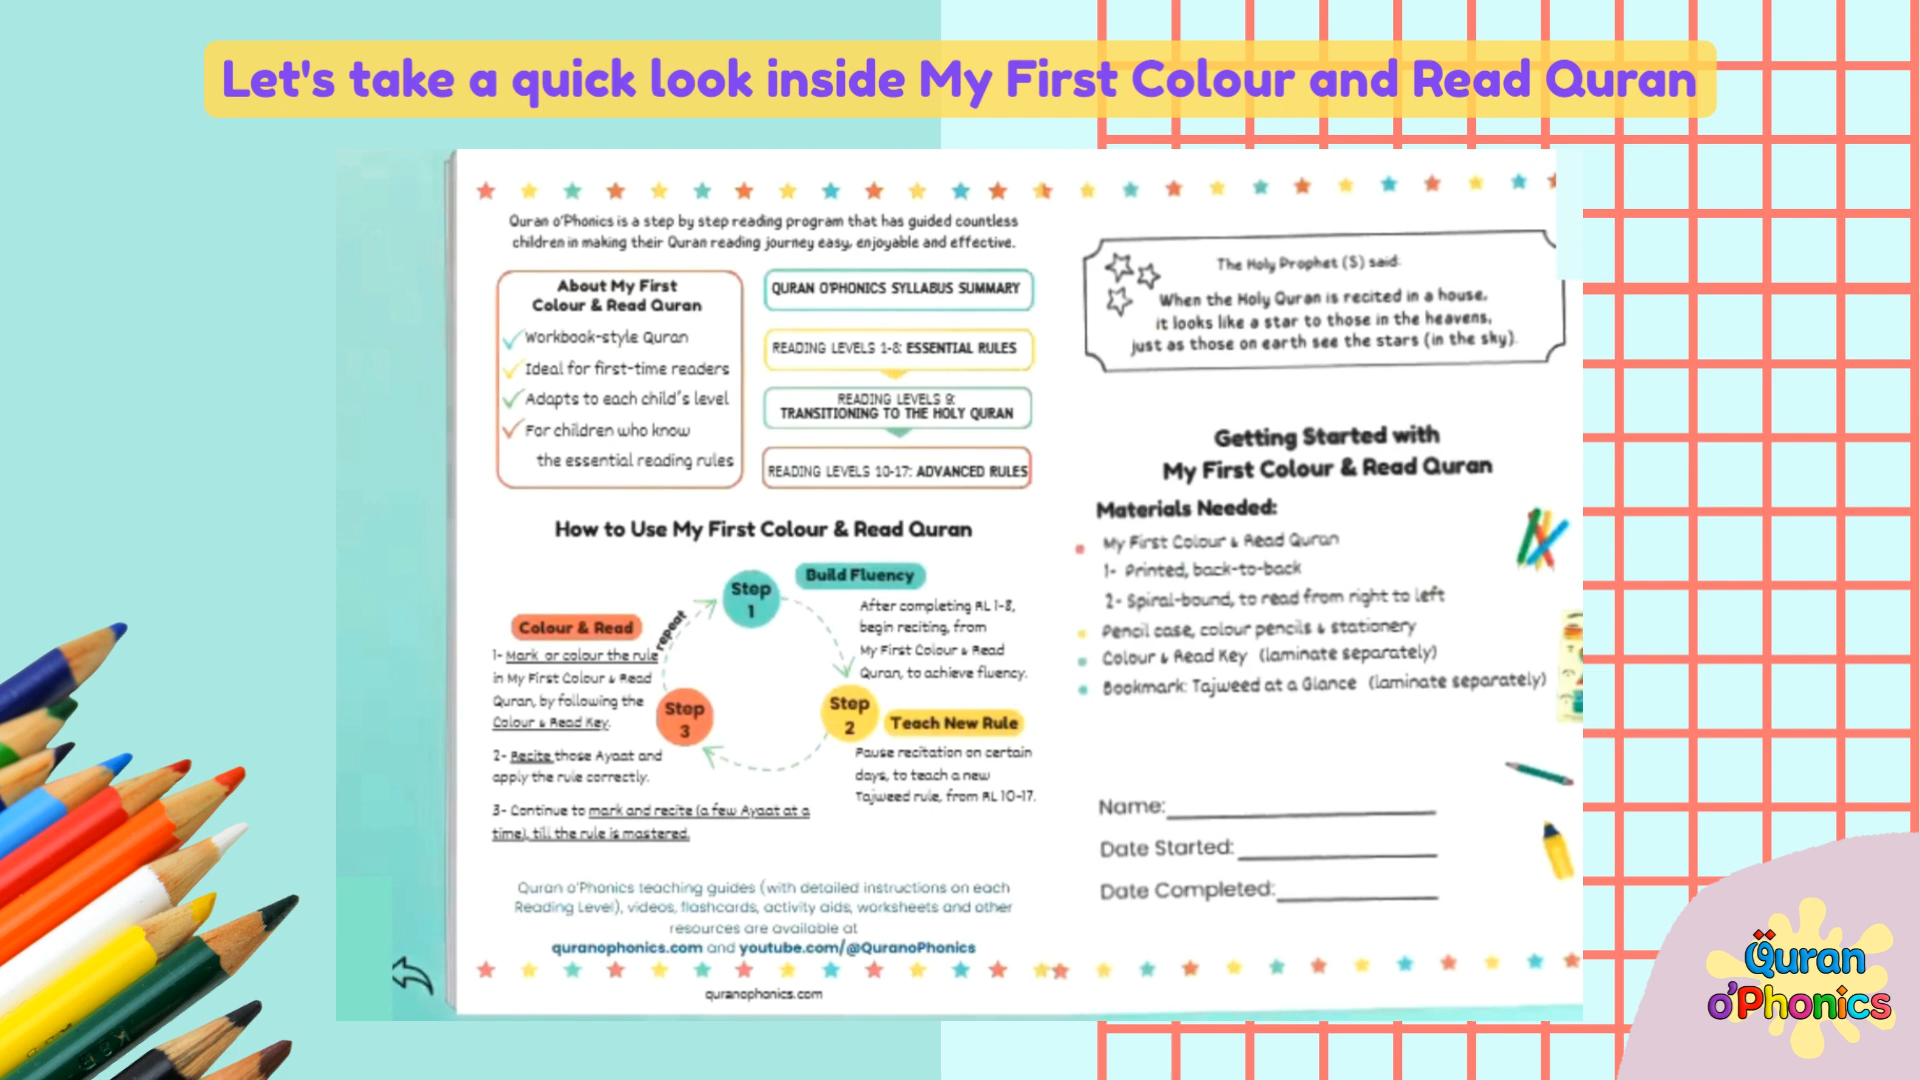 Let's take a quick look inside My First Colour and Read Quran
Quran o'Phonics is a step by step reading program that has guided countless
children in making their Quran reading journey easy, enjoyable and effective.
About My First
Colour & Read Quran
Workbook-style Quran
Ideal for first-time readers
Adapts to each child's level
For children who know
the essential reading rules
QURAN O'PHONICS SYLLABUS SUMMARY
READING LEVELS 1-8: ESSENTIAL RULES
READING LEVELS 9:
TRANSITIONING TO THE HOLY QURAN
READING LEVELS 10-17: ADVANCED RULES
How to Use My First Colour & Read Quran
Step
1
Build Fluency
After completing RL 1-8,
begin reciting, from
My First Colour & Read
Quran, to achieve fluency.
Step
2
Teach New Rule
Pause recitation on certain
days, to teach a new
Tajweed rule, from RL 10-17.
Step
3
repeat
Colour & Read
1- Mark or colour the rule
in My First Colour & Read
Quran, by following the
Colour & Read Key.
2- Recite those Ayaat and
apply the rule correctly.
3- Continue to mark and recite (a few Ayaat at a
time), till the rule is mastered.
Quran o'Phonics teaching guides (with detailed instructions on each
Reading Level), videos, flashcards, activity aids, worksheets and other
resources are available at
quranophonics.com and youtube.com/@QuranoPhonics
quranophonics.com
The Holy Prophet (S) said:
When the Holy Quran is recited in a house,
it looks like a star to those in the heavens,
just as those on earth see the stars (in the sky).
Getting Started with
My First Colour & Read Quran
Materials Needed:
My First Colour & Read Quran
1- Printed, back-to-back
2- Spiral-bound, to read from right to left
Pencil case, colour pencils & stationery
Colour & Read Key (laminate separately)
Bookmark: Tajweed at a Glance (laminate separately)
Name:
Date Started:
Date Completed:
Quran
o'Phonics